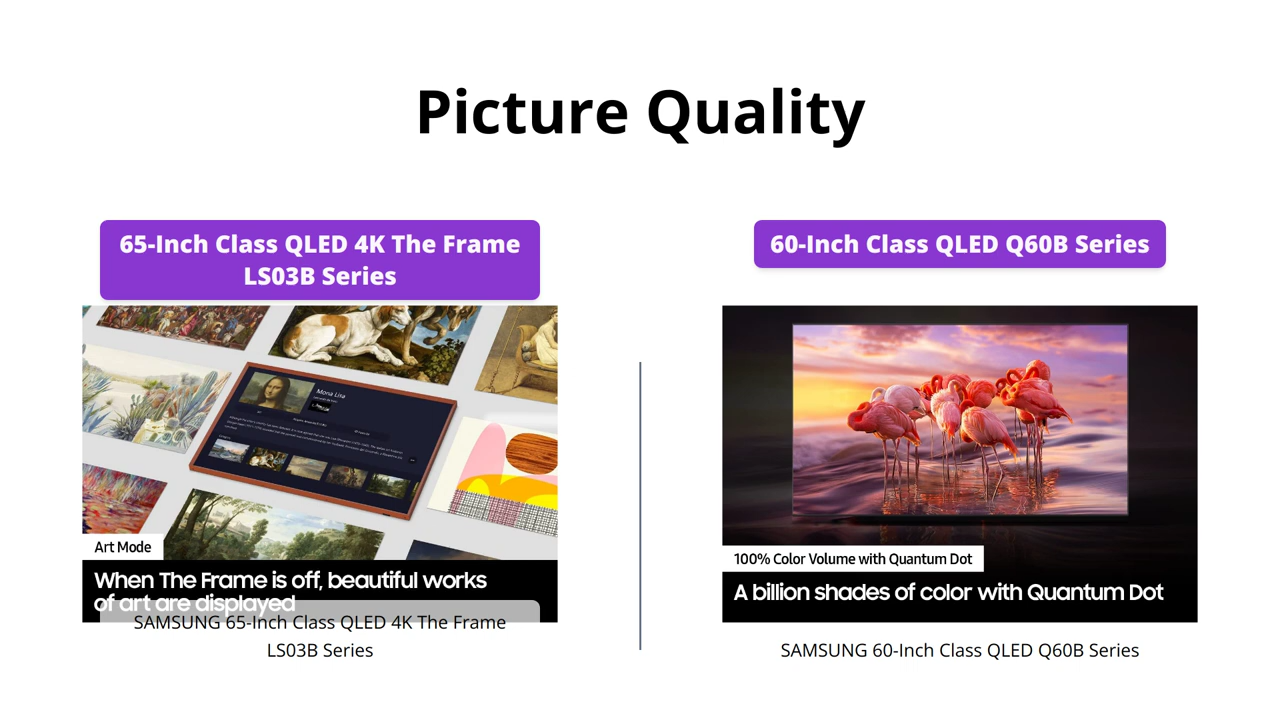 Picture Quality
65-Inch Class QLED 4K The Frame
LS03B Series
Mona Lisa
Art Mode
When The Frame is off, beautiful works
of art are displayed
SAMSUNG 65-Inch Class QLED 4K The Frame
LS03B Series
60-Inch Class QLED Q60B Series
100% Color Volume with Quantum Dot
A billion shades of color with Quantum Dot
SAMSUNG 60-Inch Class QLED Q60B Series